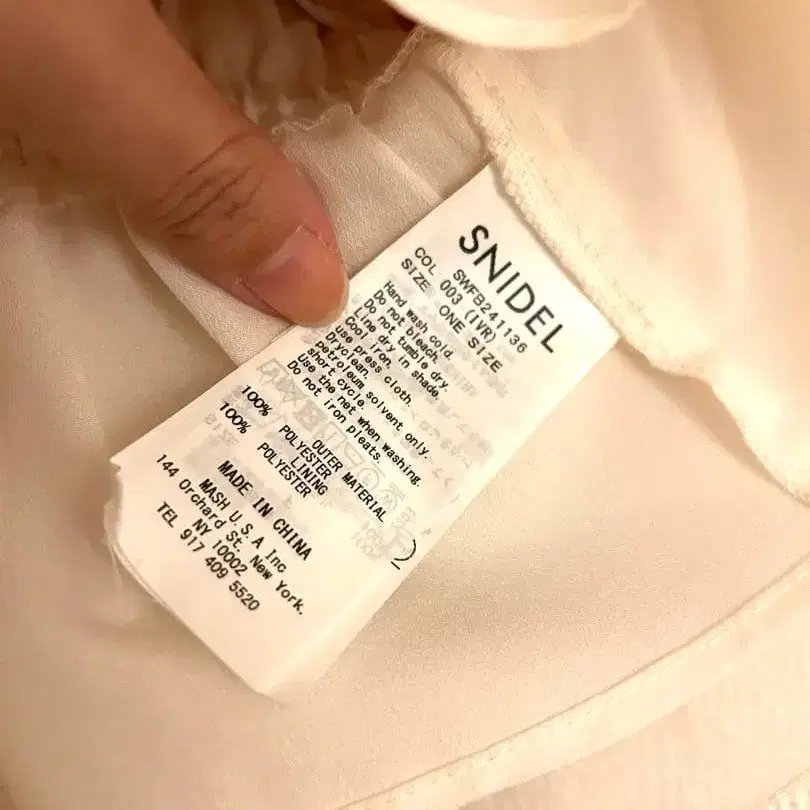 SNIDEL
SWFB241136
COL 003 (IVR)
SIZE ONE SIZE
Hand wash cold.
Do not bleach.
Do not tumble dry.
Line dry in shade.
Cool iron,
use press cloth.
Dryclean,
petroleum solvent only.
short cycle.
Use the net when washing.
Do not iron pleats.
OUTER MATERIAL
100% POLYESTER
LINING
100% POLYESTER
MADE IN CHINA
MASH U.S.A Inc
144 Orchard St. New York.
NY 10002
TEL 917 409 5520
2
SIZE